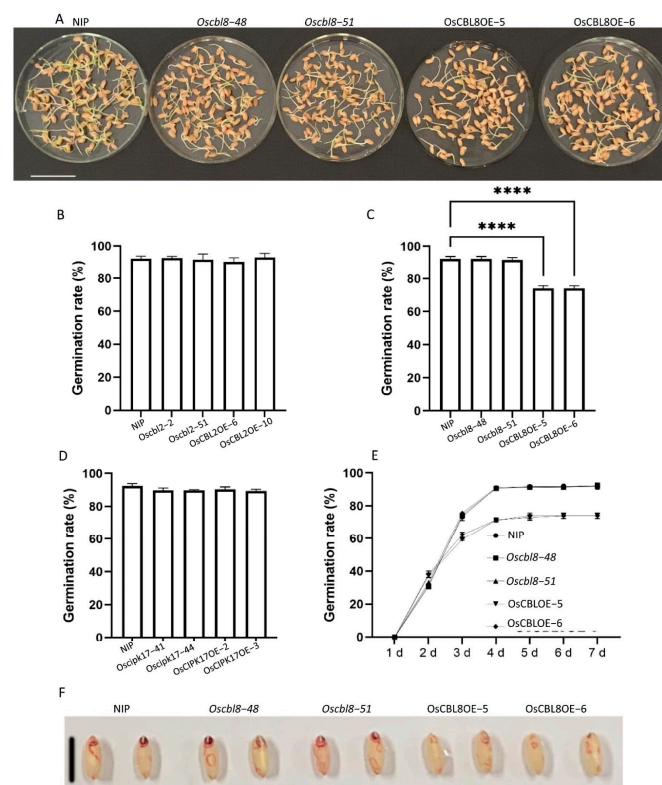 A NIP Oscbl8-48 Oscbl8-51 OsCBL8OE-5 OsCBL8OE-6
B
Germination rate (%)
100
80
60
40
20
0
NIP
Oscbl2-2
Oscbl2-51
OsCBL2OE-6
OsCBL2OE-10
C
****
****
Germination rate (%)
100
80
60
40
20
0
NIP
Oscbl8-48
Oscbl8-51
OsCBL8OE-5
OsCBL8OE-6
D
Germination rate (%)
100
80
60
40
20
0
NIP
Oscipk17-41
Oscipk17-44
OsCIPK17OE-2
OsCIPK17OE-3
E
Germination rate (%)
100
80
60
40
20
0
NIP
Oscbl8-48
Oscbl8-51
OsCBLOE-5
OsCBLOE-6
1 d 2 d 3 d 4 d 5 d 6 d 7 d
F
NIP Oscbl8-48 Oscbl8-51 OsCBL8OE-5 OsCBL8OE-6